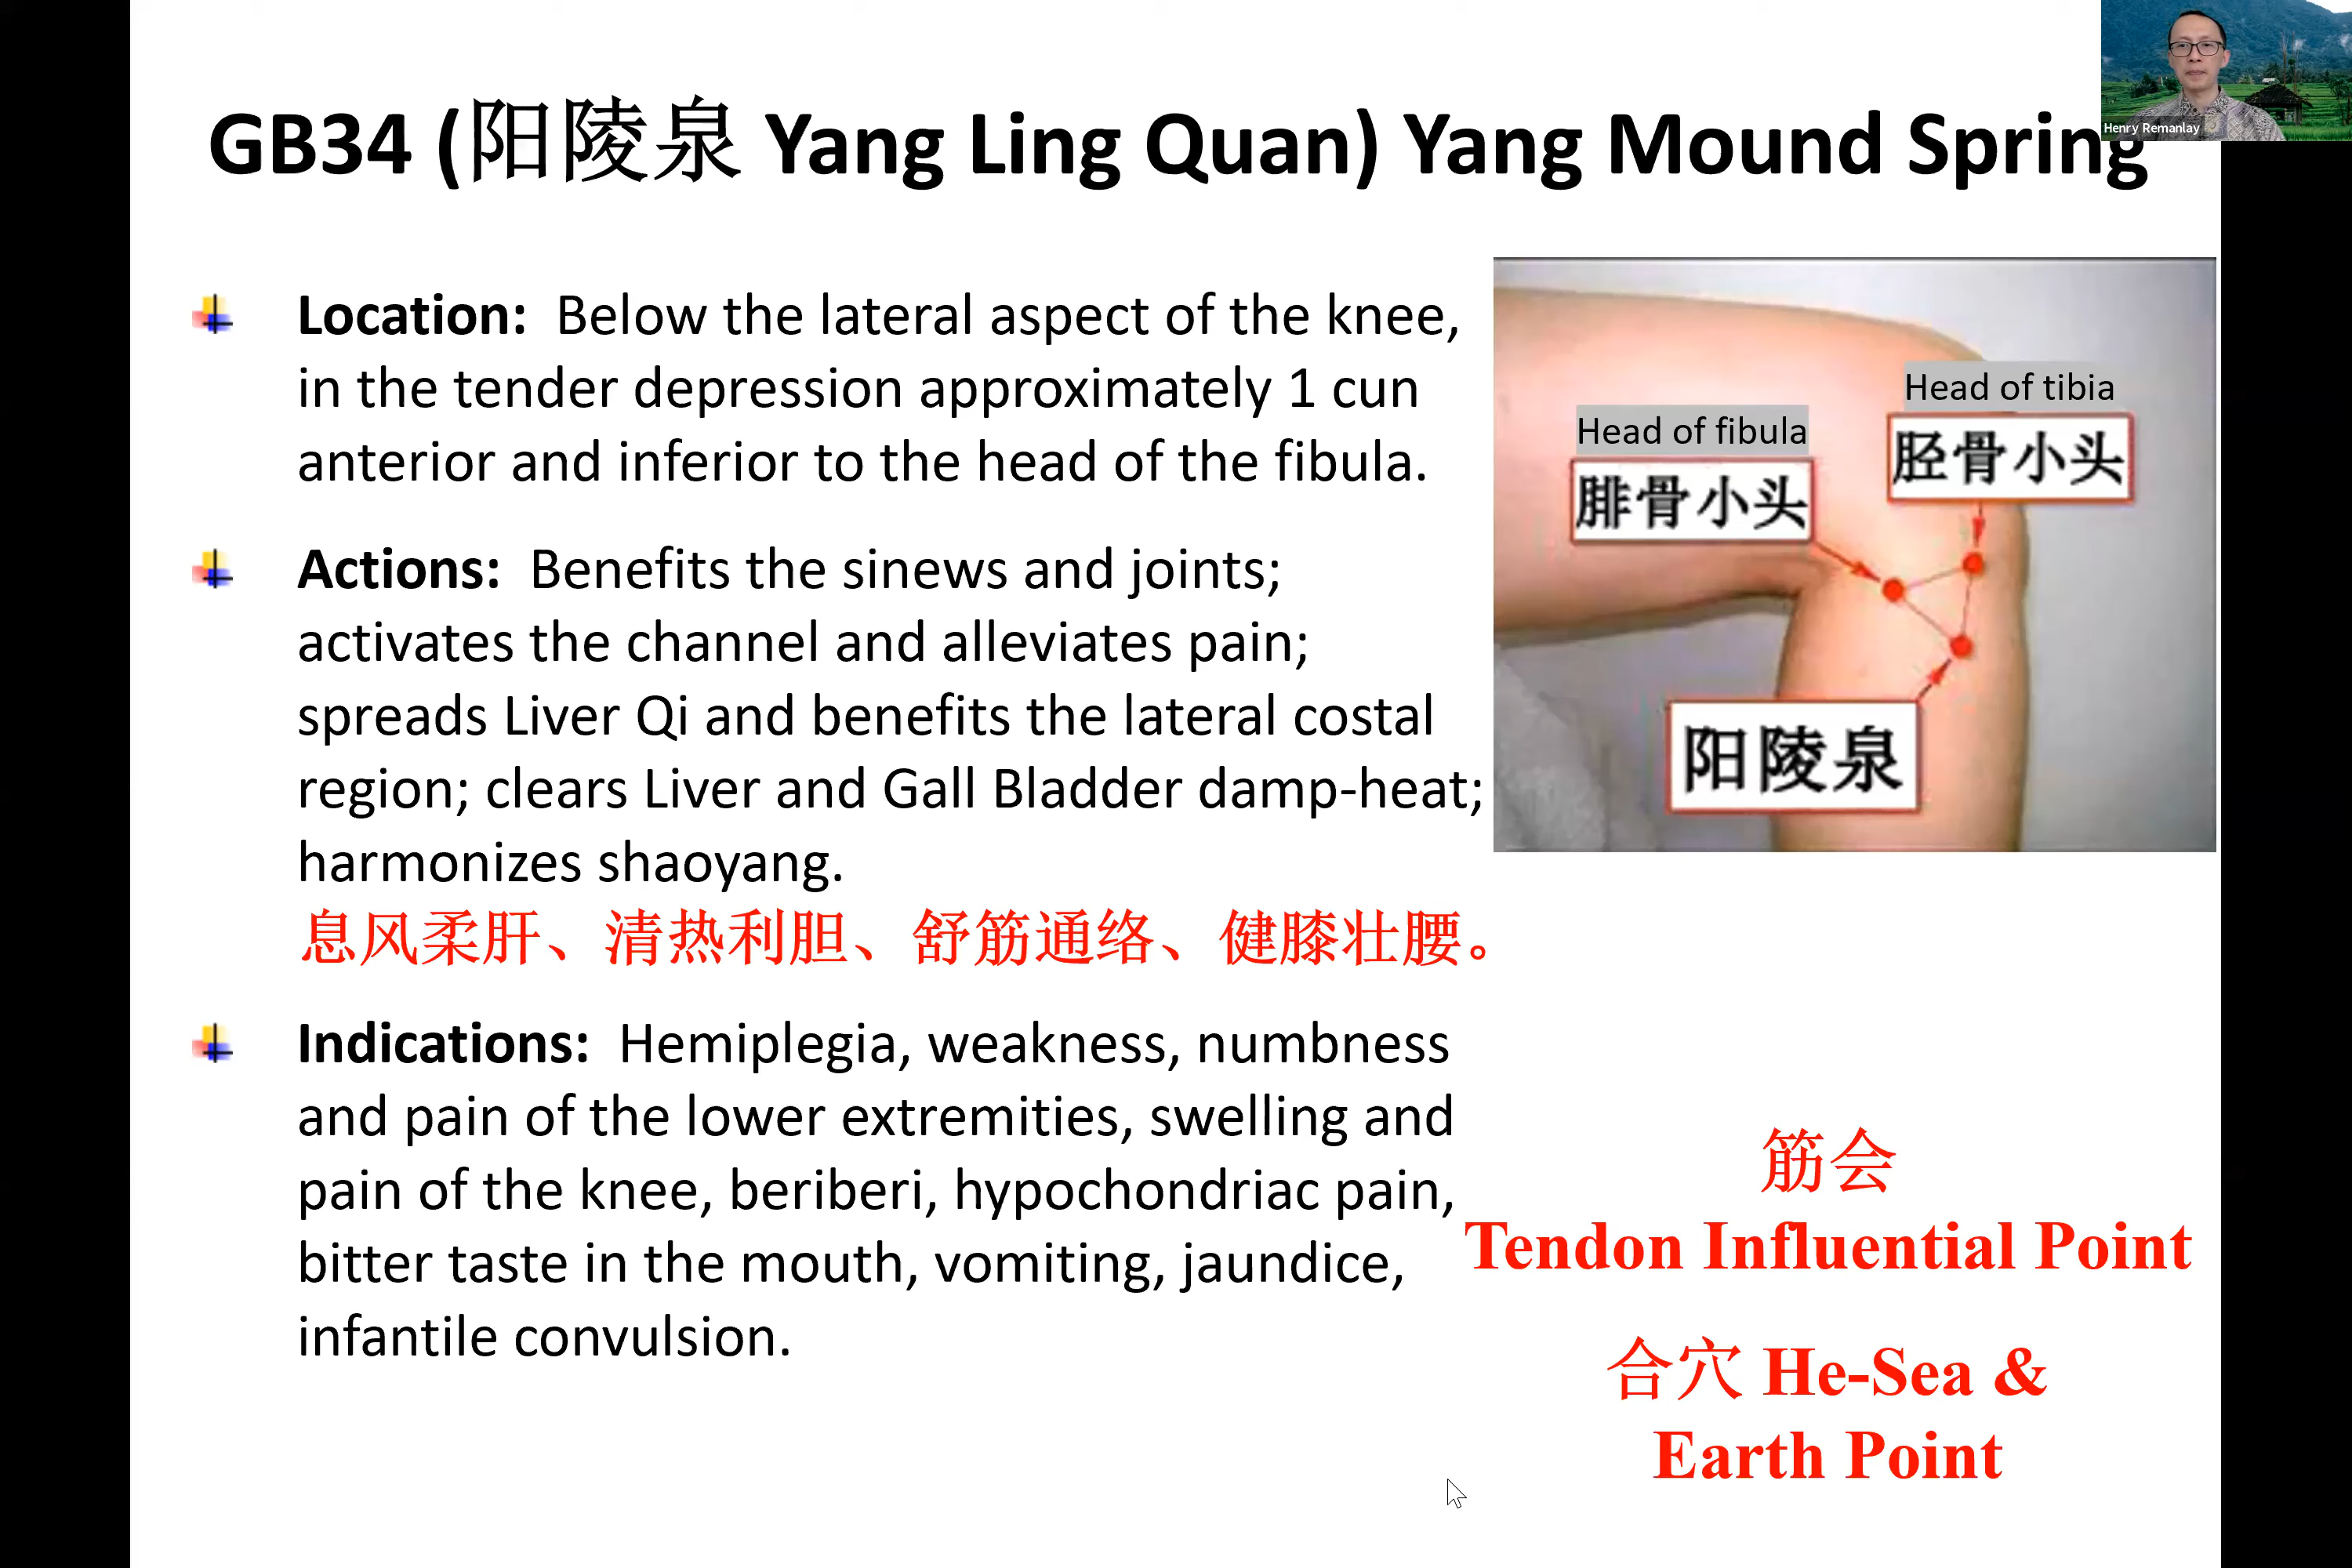 Henry Remanlay
GB34 (阳陵泉 Yang Ling Quan) Yang Mound Spring
Location: Below the lateral aspect of the knee,
in the tender depression approximately 1 cun
anterior and inferior to the head of the fibula.
Actions: Benefits the sinews and joints;
activates the channel and alleviates pain;
spreads Liver Qi and benefits the lateral costal
region; clears Liver and Gall Bladder damp-heat;
harmonizes shaoyang.
息风柔肝、清热利胆、舒筋通络、健膝壮腰。
Indications: Hemiplegia, weakness, numbness
and pain of the lower extremities, swelling and
pain of the knee, beriberi, hypochondriac pain,
bitter taste in the mouth, vomiting, jaundice,
infantile convulsion.
Head of tibia
胫骨小头
Head of fibula
腓骨小头
阳陵泉
筋会
Tendon Influential Point
合穴 He-Sea &
Earth Point